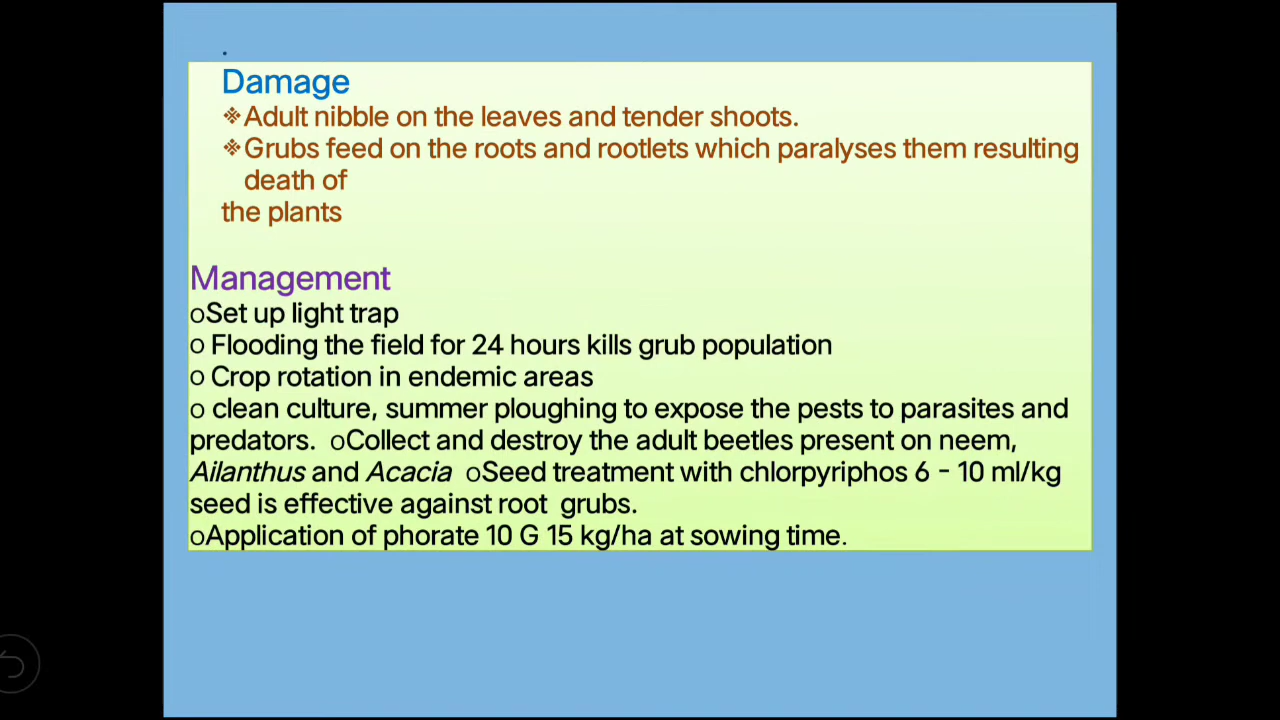 .
Damage
❖Adult nibble on the leaves and tender shoots.
❖Grubs feed on the roots and rootlets which paralyses them resulting
death of
the plants
Management
oSet up light trap
o Flooding the field for 24 hours kills grub population
o Crop rotation in endemic areas
o clean culture, summer ploughing to expose the pests to parasites and
predators.  oCollect and destroy the adult beetles present on neem,
Ailanthus and Acacia  oSeed treatment with chlorpyriphos 6 - 10 ml/kg
seed is effective against root  grubs.
oApplication of phorate 10 G 15 kg/ha at sowing time.